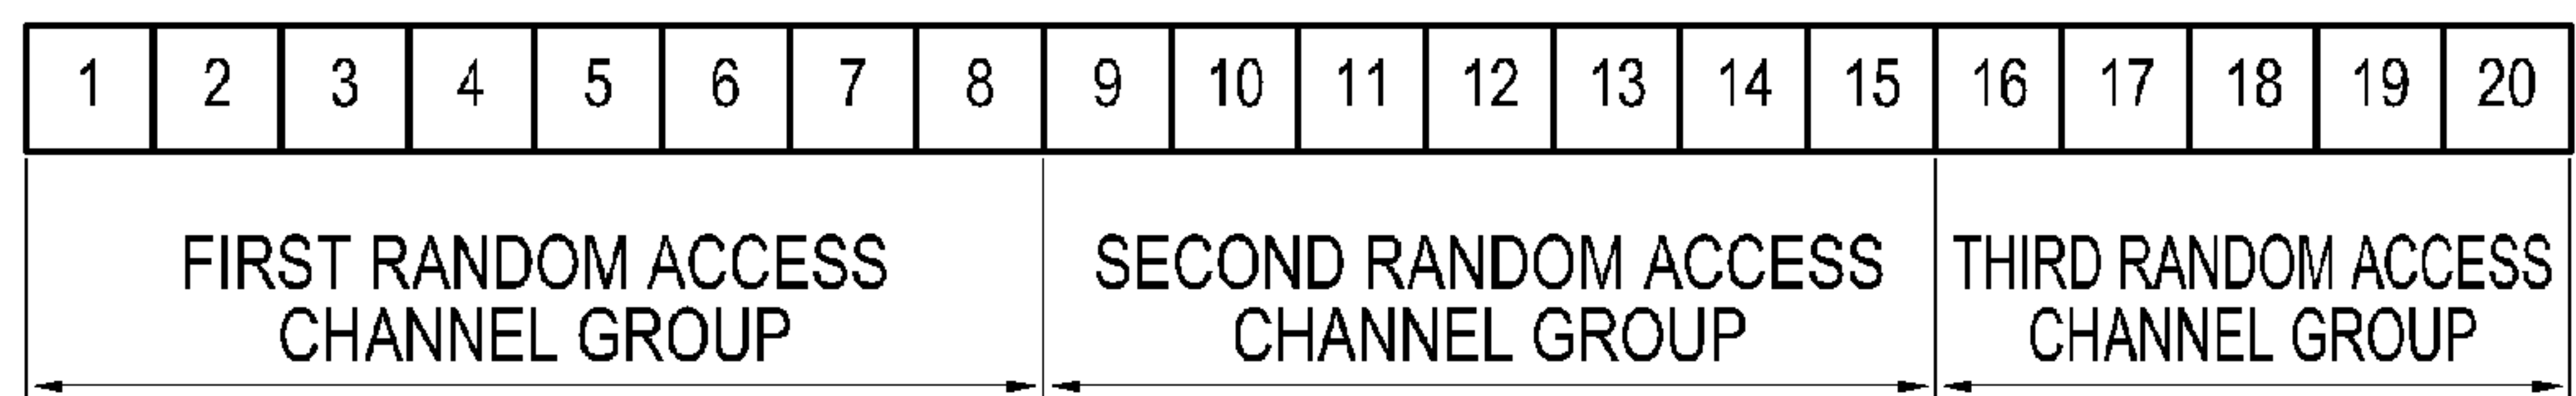 1 2 3 4 5 6 7 8 9 10 11 12 13 14 15 16 17 18 19 20
FIRST RANDOM ACCESS
CHANNEL GROUP
SECOND RANDOM ACCESS
CHANNEL GROUP
THIRD RANDOM ACCESS
CHANNEL GROUP